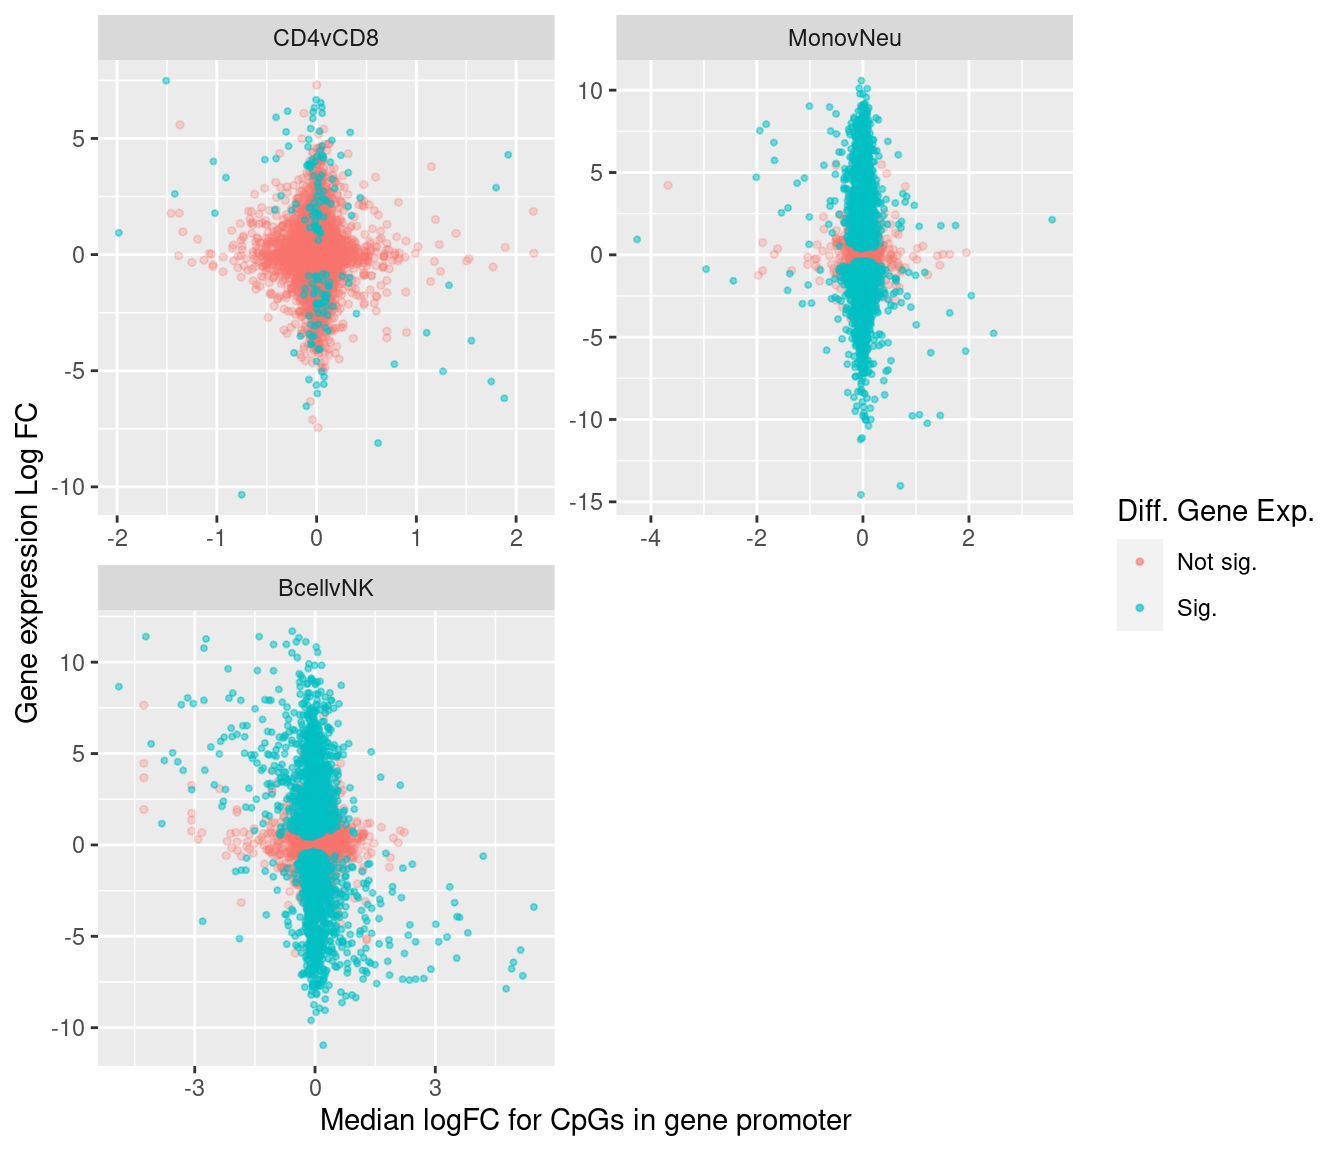 CD4vCD8
MonovNeu
5
0
-5
-10
10
5
0
-5
-10
-15
-2 -1 0 1 2
-4 -2 0 2
BcellvNK
10
5
0
-5
-10
-3 0 3
Gene expression Log FC
Median logFC for CpGs in gene promoter
Diff. Gene Exp.
Not sig.
Sig.